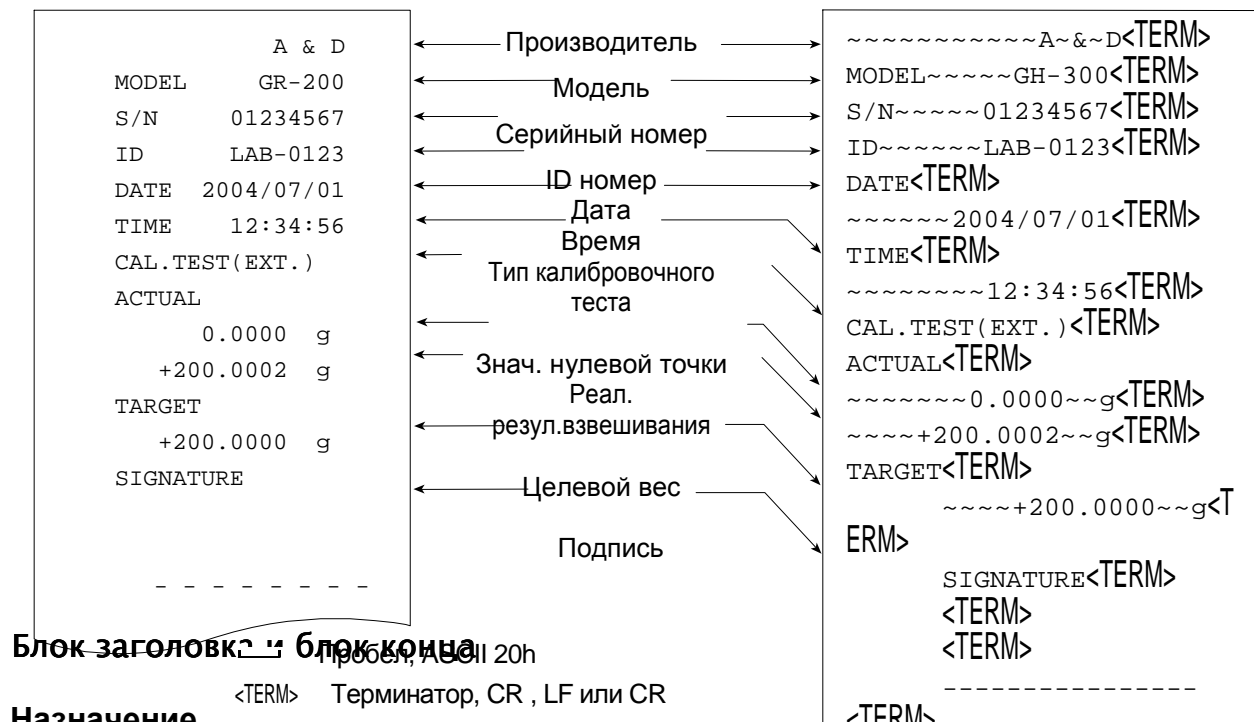 A & D
MODEL GR-200
S/N 01234567
ID LAB-0123
DATE 2004/07/01
TIME 12:34:56
CAL.TEST(EXT.)
ACTUAL
0.0000 g
+200.0002 g
TARGET
+200.0000 g
SIGNATURE
- - - - - - - -
Производитель
Модель
Серийный номер
ID номер
Дата
Время
Тип калибровочного
теста
Знач. нулевой точки
Реал.
резул.взвешивания
Целевой вес
Подпись
~~~~~~~~~~~~A~&~D<TERM>
MODEL~~~~~GH-300<TERM>
S/N~~~~~01234567<TERM>
ID~~~~~~LAB-0123<TERM>
DATE<TERM>
~~~~~~2004/07/01<TERM>
TIME<TERM>
~~~~~~~~12:34:56<TERM>
CAL.TEST(EXT.)<TERM>
ACTUAL<TERM>
~~~~~~~0.0000~~g<TERM>
~~~~+200.0002~~g<TERM>
TARGET<TERM>
~~~~+200.0000~~g<T
ERM>
SIGNATURE<TERM>
<TERM>
<TERM>
----------------
<TERM>
Блок заголовка и блок конца
Пробел, ASCII 20h
<TERM> Терминатор, CR , LF или CR
Назначение